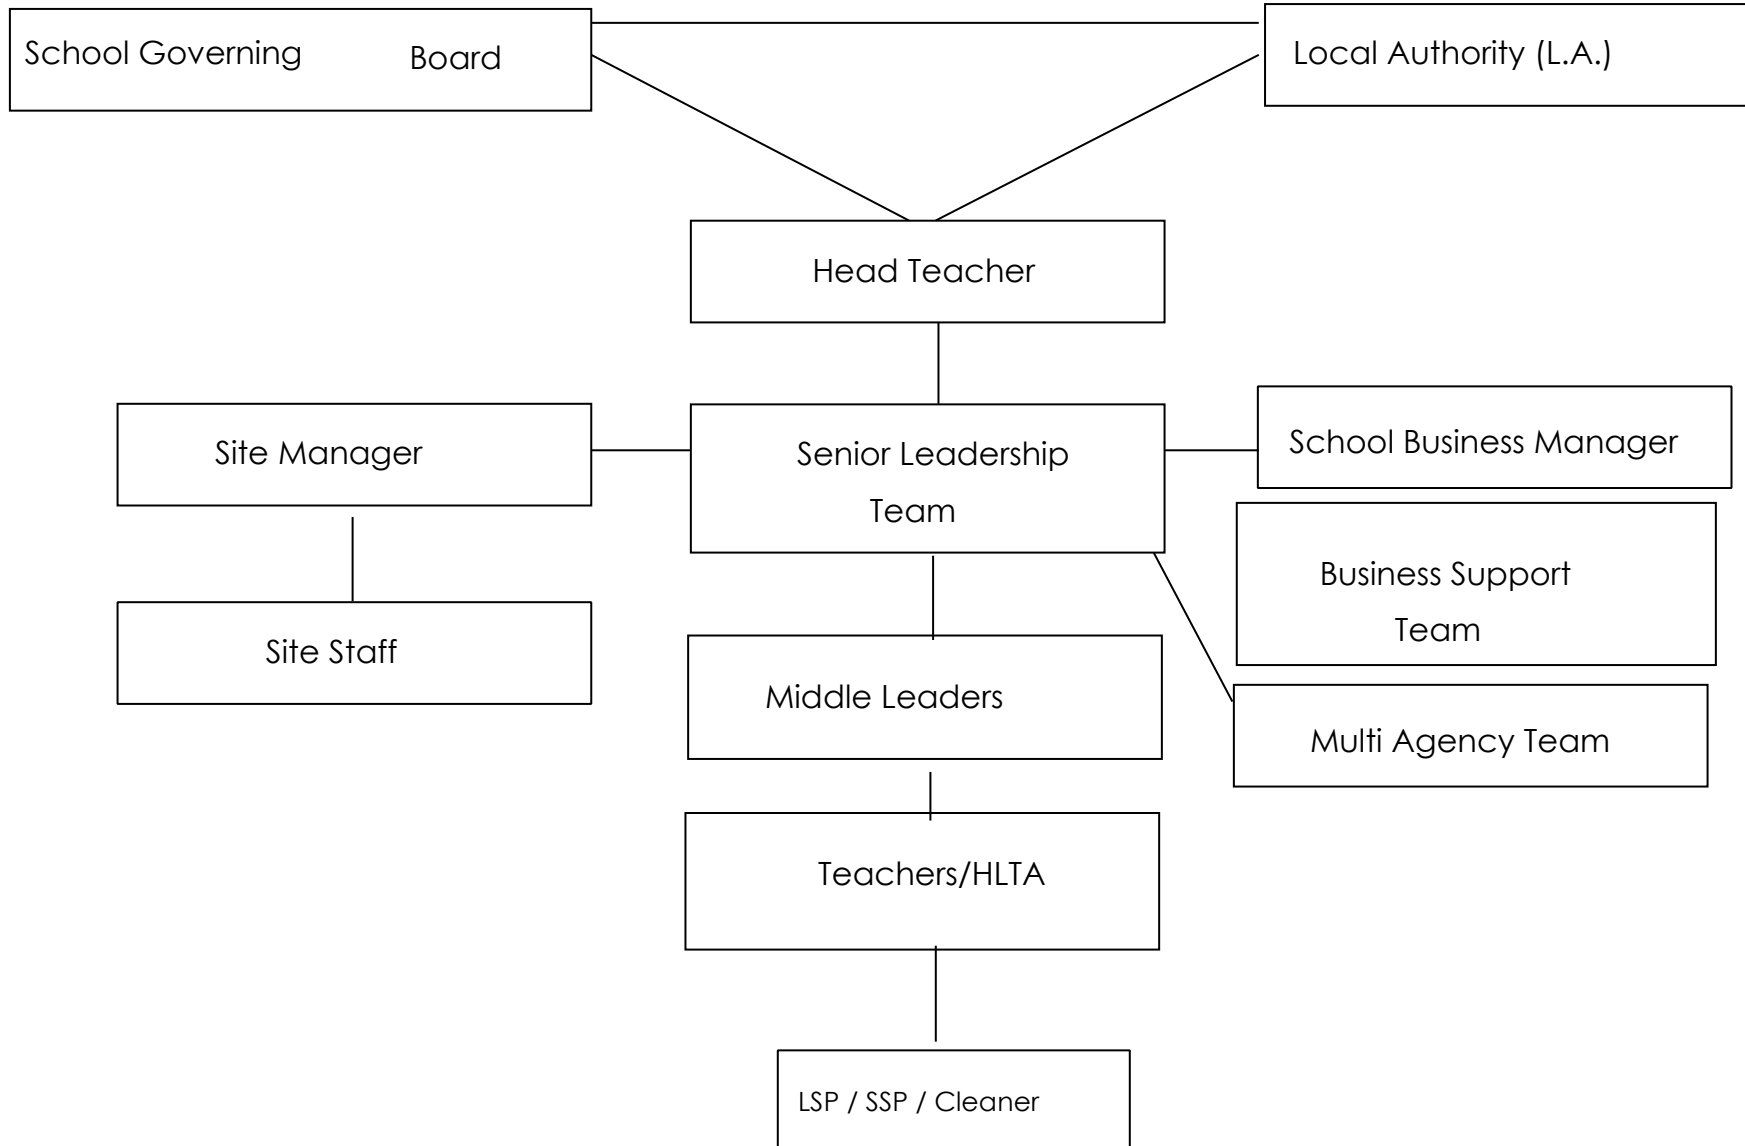 School Governing Board
Local Authority (L.A.)
Head Teacher
Site Manager
Senior Leadership
Team
School Business Manager
Business Support
Team
Site Staff
Middle Leaders
Multi Agency Team
Teachers/HLTA
LSP / SSP / Cleaner